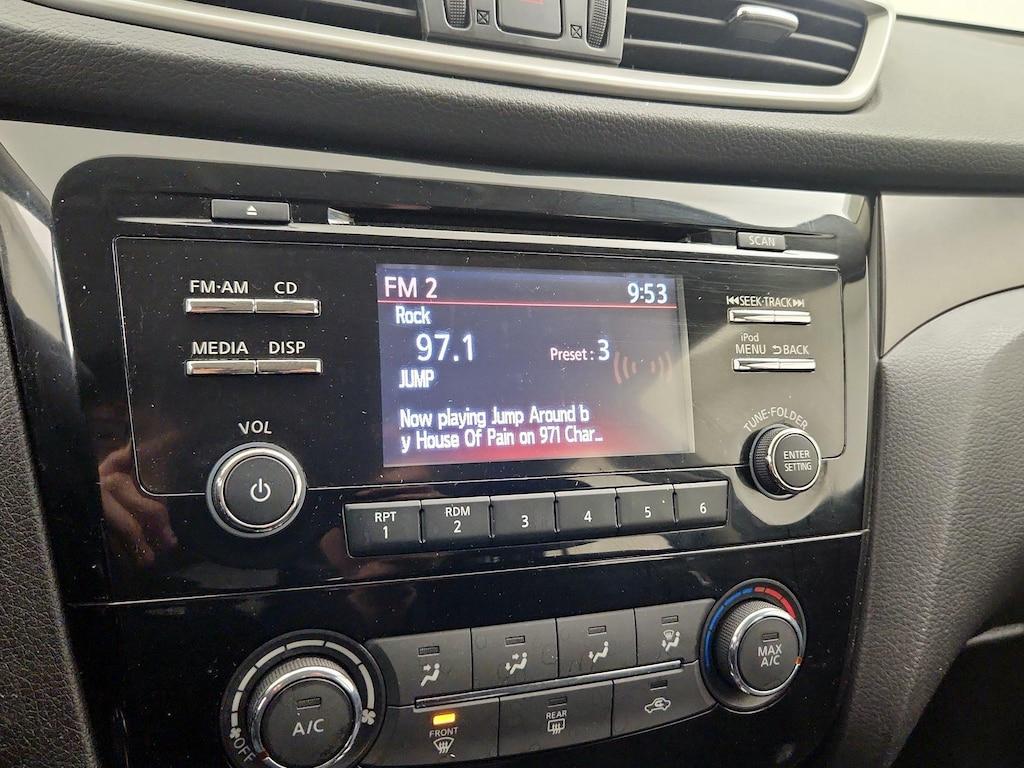 SCAN
FM·AM CD
MEDIA DISP
VOL
FM 2 9:53
Rock
97.1 Preset : 3
JUMP
Now playing Jump Around b
y House Of Pain on 971 Char…
SEEK·TRACK
iPod
MENU BACK
TUNE·FOLDER
ENTER
SETTING
RPT
1
RDM
2
3
4
5
6
A/C
OFF
FRONT
REAR
MAX
A/C